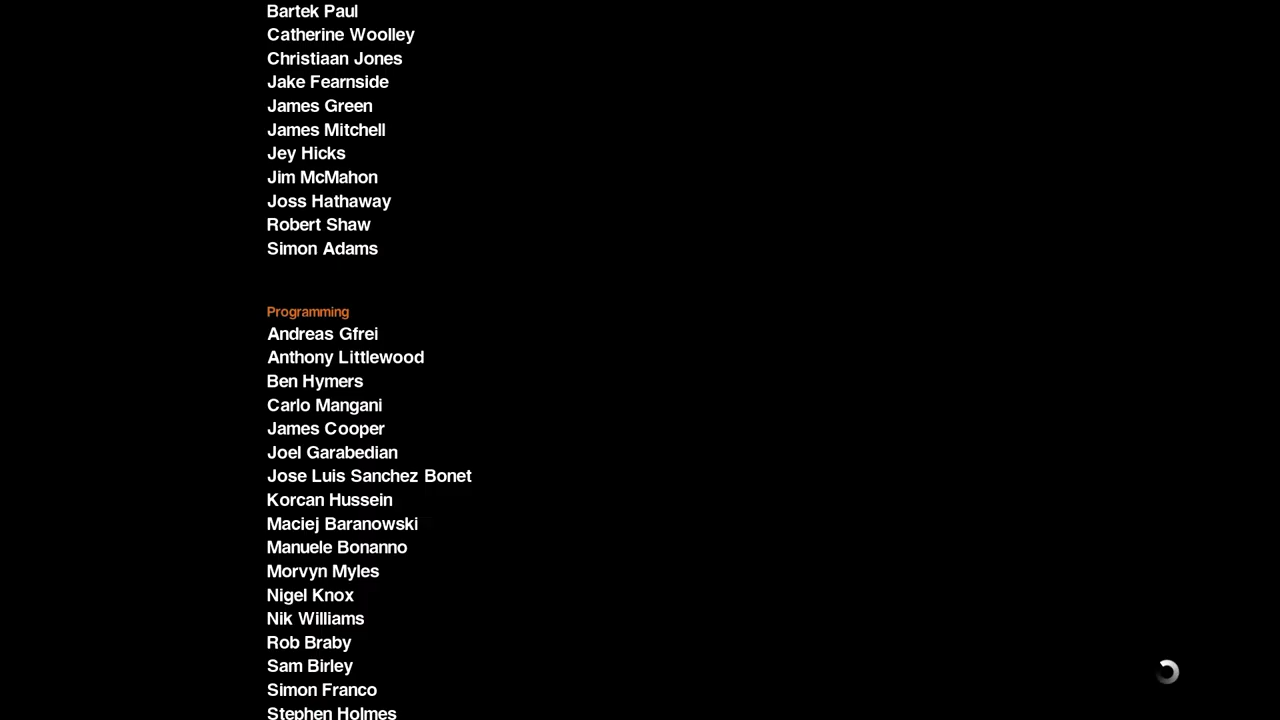 Bartek Paul
Catherine Woolley
Christiaan Jones
Jake Fearnside
James Green
James Mitchell
Jey Hicks
Jim McMahon
Joss Hathaway
Robert Shaw
Simon Adams
Programming
Andreas Gfrei
Anthony Littlewood
Ben Hymers
Carlo Mangani
James Cooper
Joel Garabedian
Jose Luis Sanchez Bonet
Korcan Hussein
Maciej Baranowski
Manuele Bonanno
Morvyn Myles
Nigel Knox
Nik Williams
Rob Braby
Sam Birley
Simon Franco
Stephen Holmes